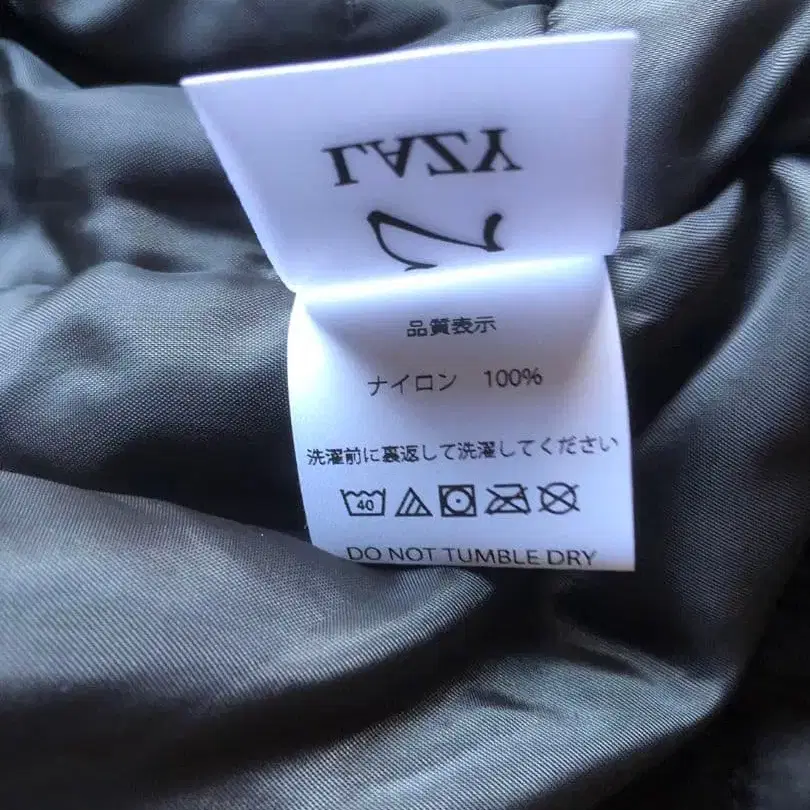 LAZY
品質表示
ナイロン 100%
洗濯前に裏返して洗濯してください
40
DO NOT TUMBLE DRY